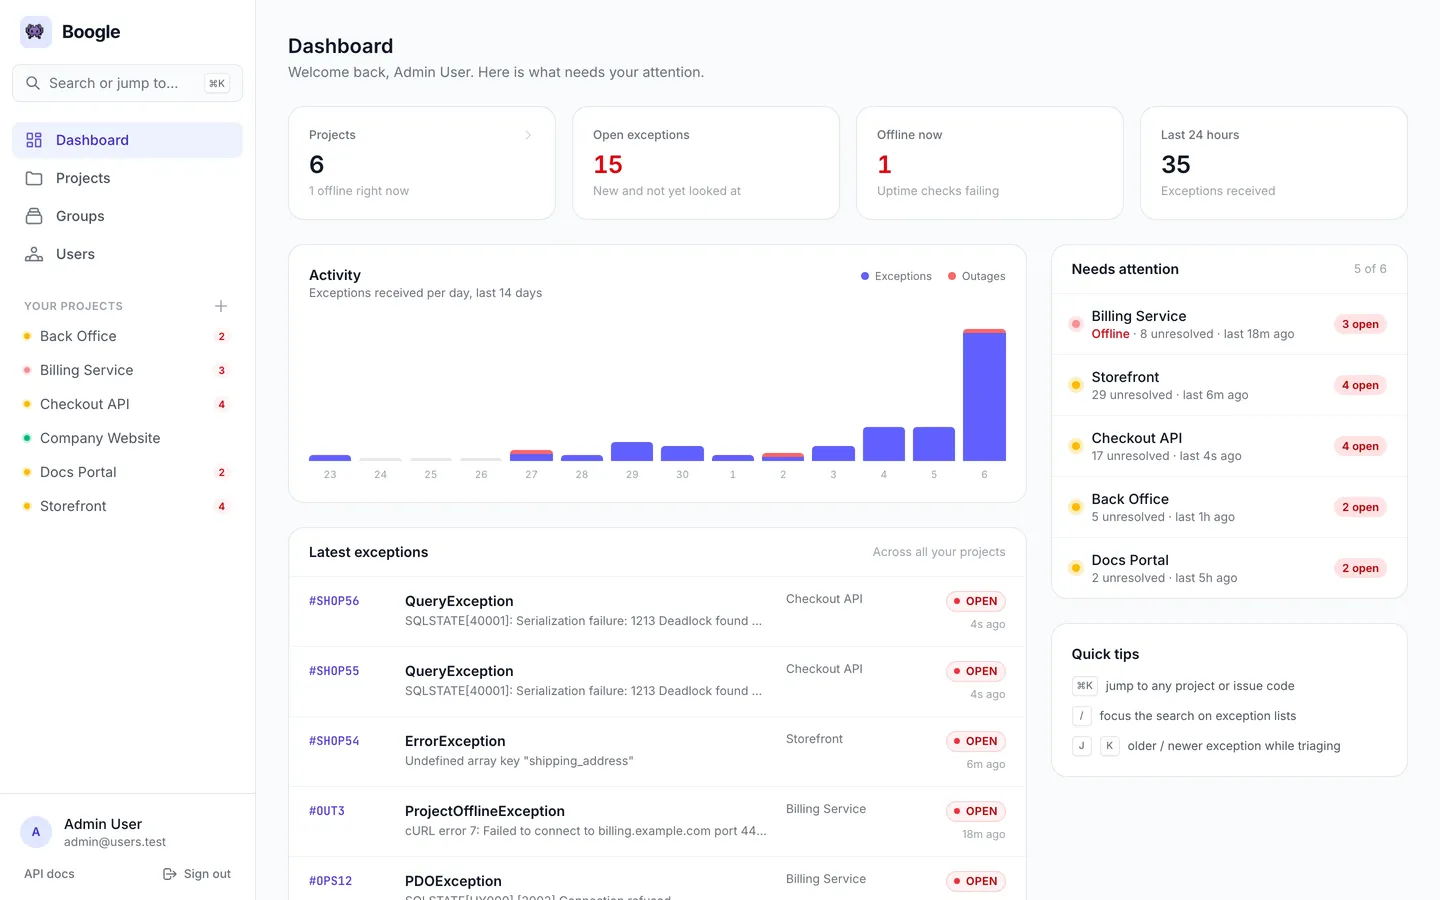 Boogle
Search or jump to...
⌘K
Dashboard
Projects
Groups
Users
YOUR PROJECTS
Back Office 2
Billing Service 3
Checkout API 4
Company Website
Docs Portal 2
Storefront 4
A
Admin User
admin@users.test
API docs
Sign out
Dashboard
Welcome back, Admin User. Here is what needs your attention.
Projects
6
1 offline right now
Open exceptions
15
New and not yet looked at
Offline now
1
Uptime checks failing
Last 24 hours
35
Exceptions received
Activity
Exceptions received per day, last 14 days
Exceptions Outages
23 24 25 26 27 28 29 30 1 2 3 4 5 6
Latest exceptions
Across all your projects
#SHOP56 QueryException Checkout API OPEN
SQLSTATE[40001]: Serialization failure: 1213 Deadlock found ... 4s ago
#SHOP55 QueryException Checkout API OPEN
SQLSTATE[40001]: Serialization failure: 1213 Deadlock found ... 4s ago
#SHOP54 ErrorException Storefront OPEN
Undefined array key "shipping_address" 6m ago
#OUT3 ProjectOfflineException Billing Service OPEN
cURL error 7: Failed to connect to billing.example.com port 44... 18m ago
#OPS12 PDOException Billing Service OPEN
Needs attention
5 of 6
Billing Service
Offline · 8 unresolved · last 18m ago
3 open
Storefront
29 unresolved · last 6m ago
4 open
Checkout API
17 unresolved · last 4s ago
4 open
Back Office
5 unresolved · last 1h ago
2 open
Docs Portal
2 unresolved · last 5h ago
2 open
Quick tips
⌘K jump to any project or issue code
/ focus the search on exception lists
J K older / newer exception while triaging